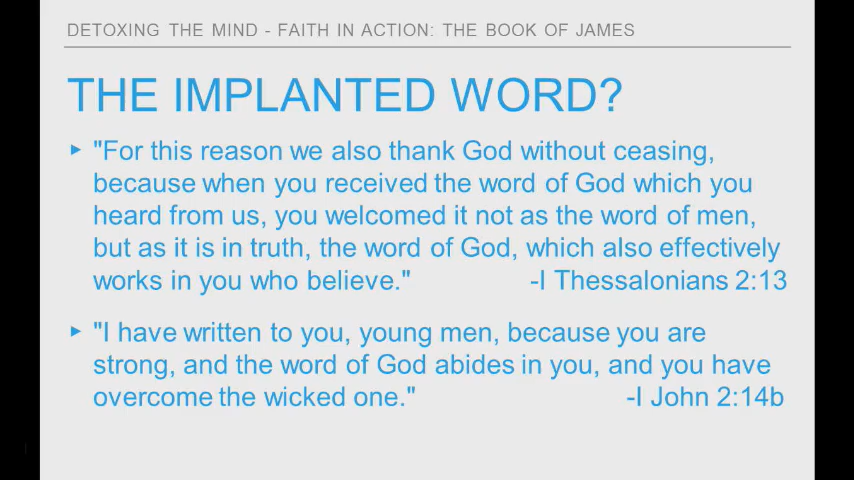 DETOXING THE MIND - FAITH IN ACTION: THE BOOK OF JAMES
THE IMPLANTED WORD?
"For this reason we also thank God without ceasing,
because when you received the word of God which you
heard from us, you welcomed it not as the word of men,
but as it is in truth, the word of God, which also effectively
works in you who believe." -I Thessalonians 2:13
"I have written to you, young men, because you are
strong, and the word of God abides in you, and you have
overcome the wicked one." -I John 2:14b